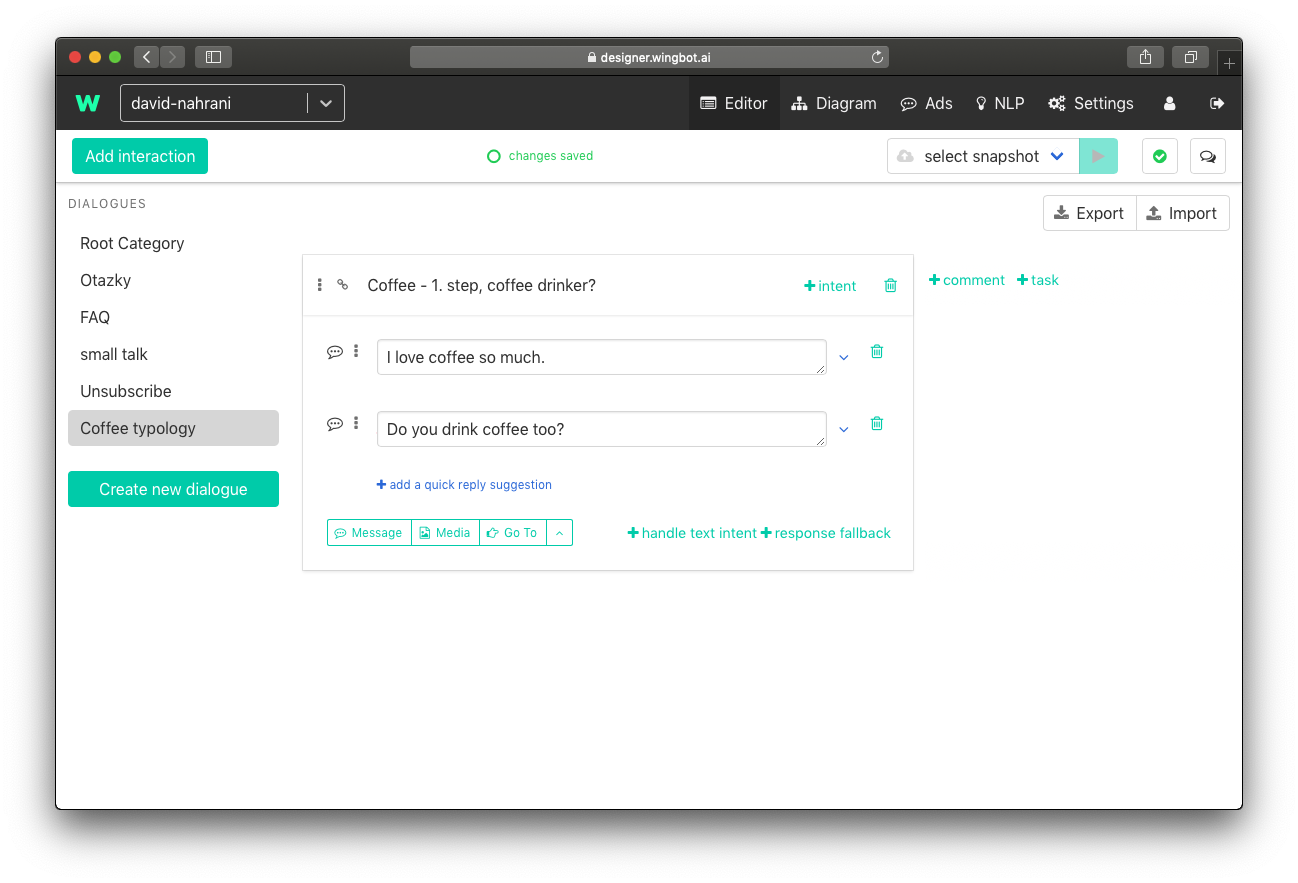 designer.wingbot.ai
W david-nahrani Editor Diagram Ads NLP Settings
Add interaction changes saved select snapshot
DIALOGUES
Export Import
Root Category
Otazky
FAQ
small talk
Unsubscribe
Coffee typology
Create new dialogue
Coffee - 1. step, coffee drinker? +intent +comment +task
I love coffee so much.
Do you drink coffee too?
+ add a quick reply suggestion
Message Media Go To +handle text intent +response fallback